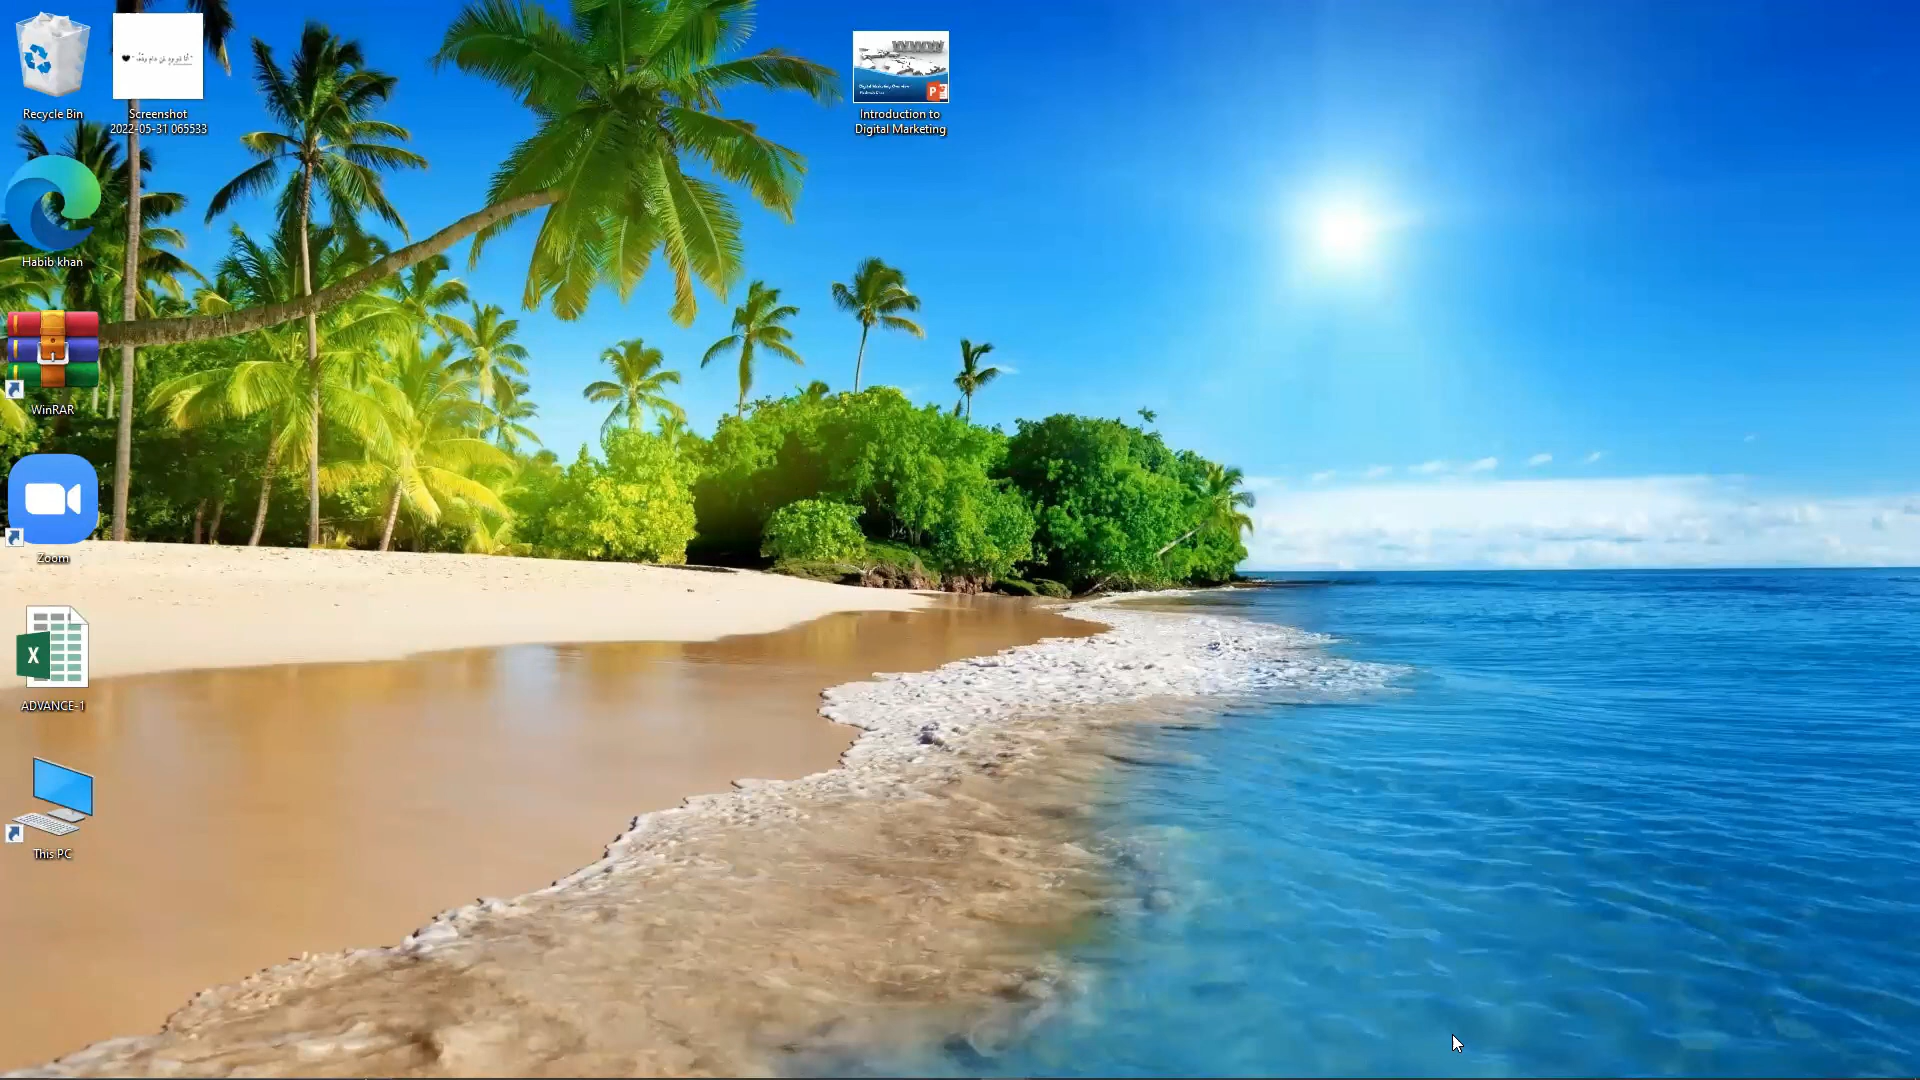 Recycle Bin
Screenshot
2022-05-31 065533
Introduction to
Digital Marketing
WWW
Habib khan
WinRAR
Zoom
ADVANCE-1
This PC